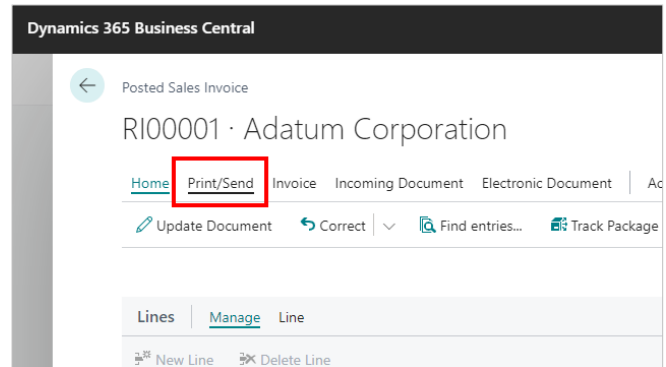 Dynamics 365 Business Central
Posted Sales Invoice
RI00001 · Adatum Corporation
Home Print/Send Invoice Incoming Document Electronic Document
Update Document Correct Find entries... Track Package
Lines Manage Line
New Line Delete Line